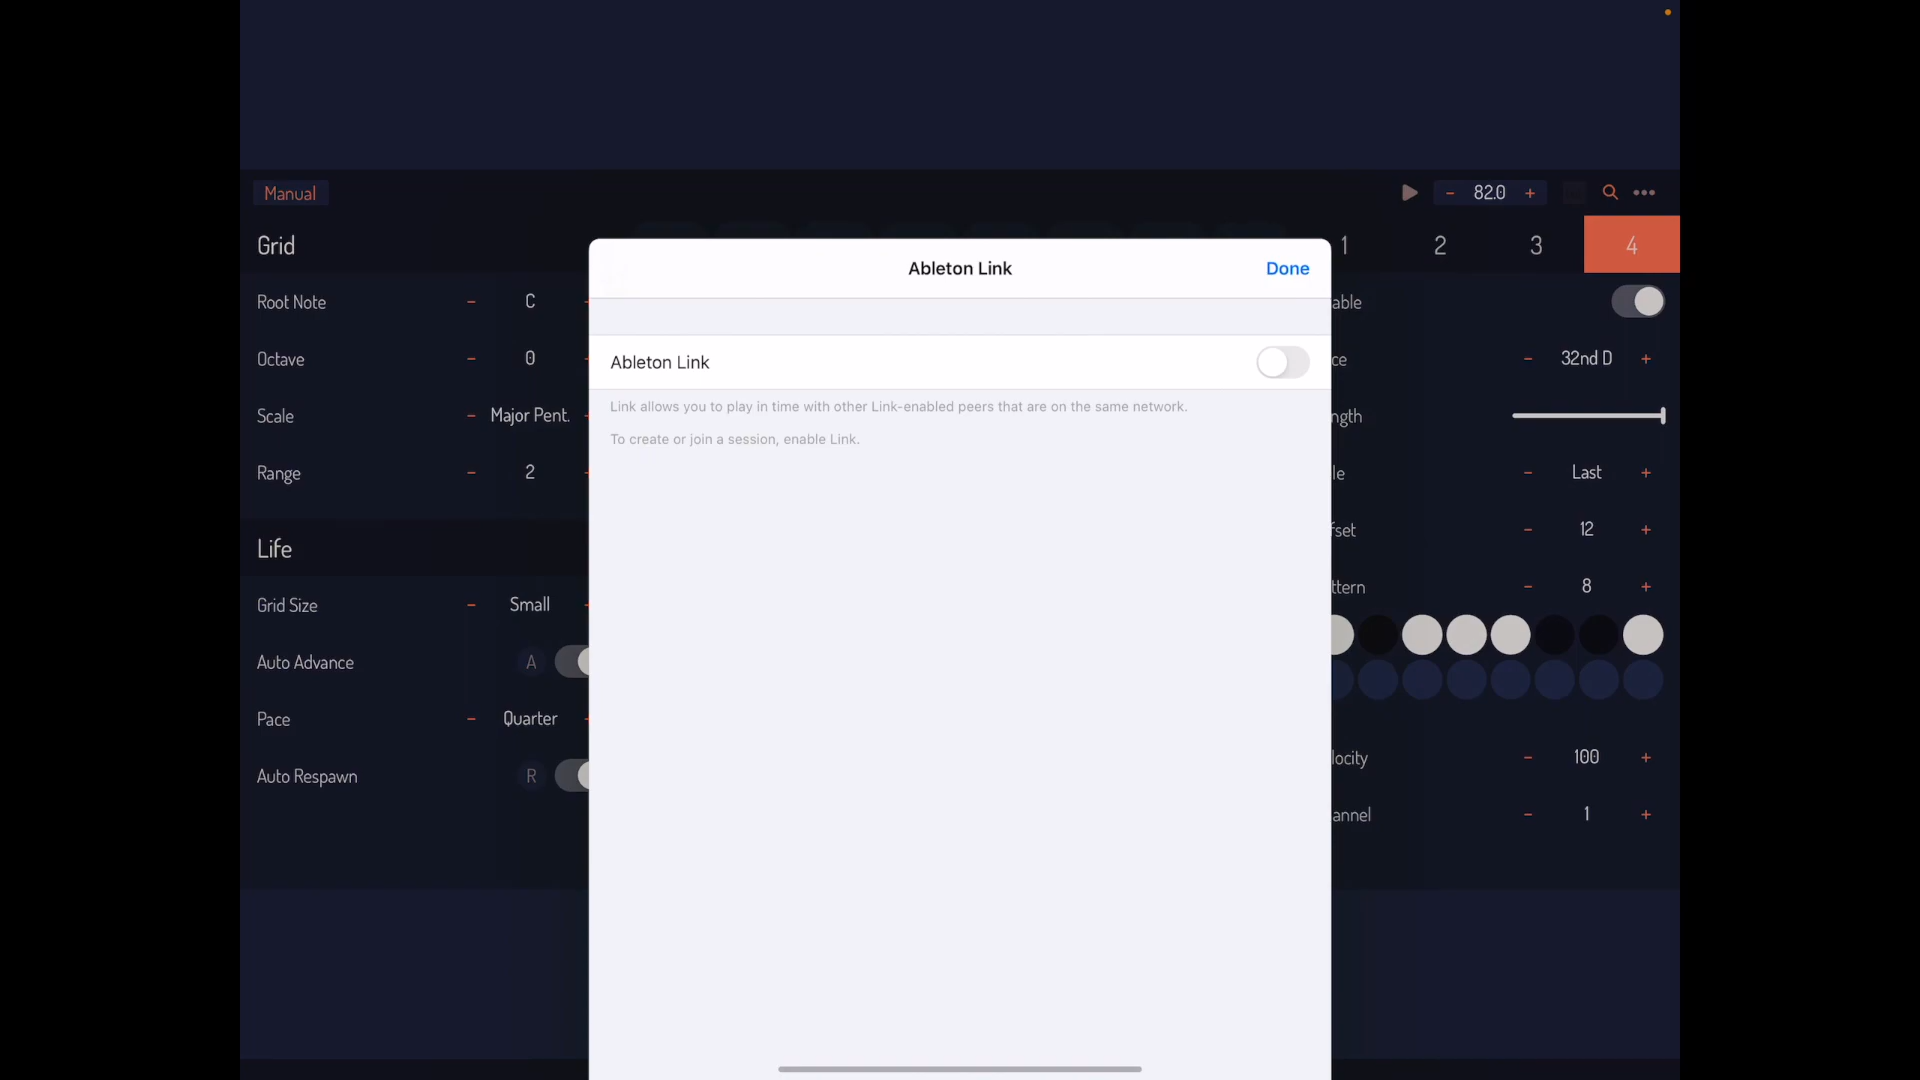 Manual
- 82.0 +
Grid
1 2 3 4
Ableton Link
Done
Root Note - C
able
Octave - 0
Ableton Link
ce - 32nd D +
Link allows you to play in time with other Link-enabled peers that are on the same network.
To create or join a session, enable Link.
Scale - Major Pent.
ngth
Range - 2
le - Last +
fset - 12 +
Life
ttern - 8 +
Grid Size - Small
Auto Advance A
Pace - Quarter
locity - 100 +
Auto Respawn R
annel - 1 +